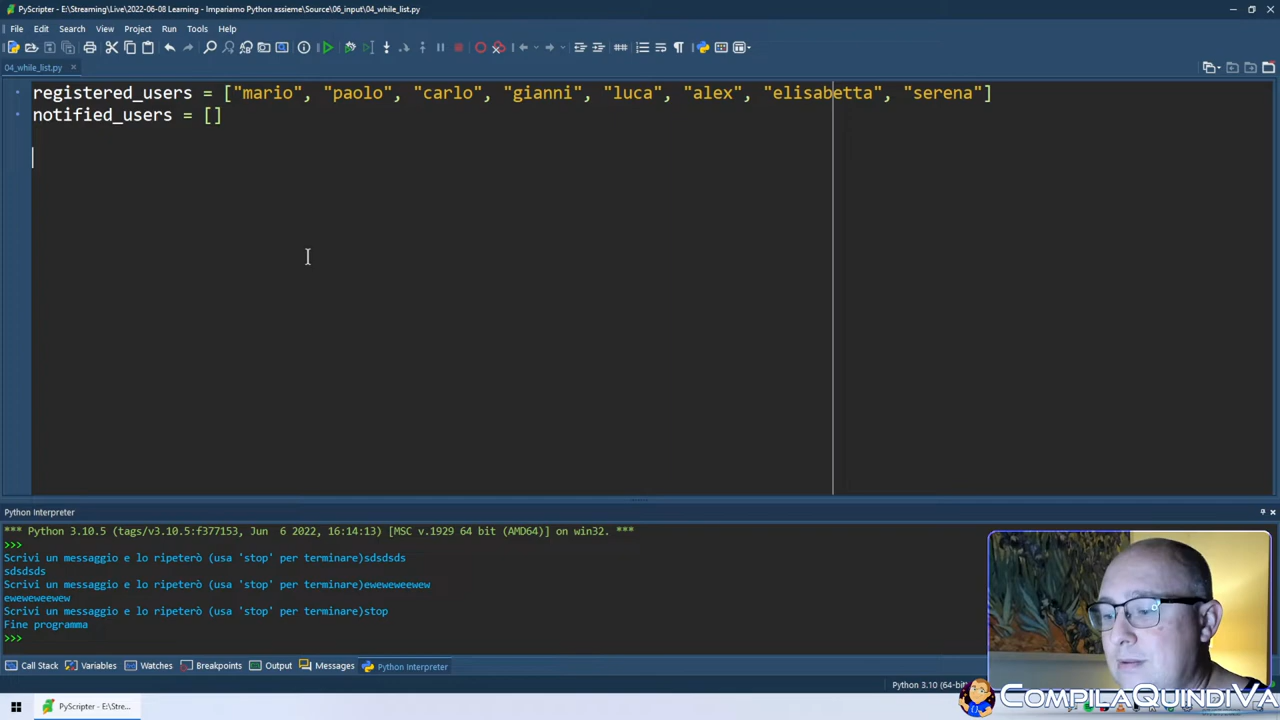 PyScripter - E:\Streaming\Live\2022-06-08 Learning - Impariamo Python assieme\Source\06_input\04_while_list.py
File Edit Search View Project Run Tools Help
04_while_list.py
registered_users = ["mario", "paolo", "carlo", "gianni", "luca", "alex", "elisabetta", "serena"]
notified_users = []
Python Interpreter
*** Python 3.10.5 (tags/v3.10.5:f377153, Jun  6 2022, 16:14:13) [MSC v.1929 64 bit (AMD64)] on win32. ***
>>>
Scrivi un messaggio e lo ripeterò (usa 'stop' per terminare)sdsdsds
sdsdsds
Scrivi un messaggio e lo ripeterò (usa 'stop' per terminare)eweweweewew
eweweweewew
Scrivi un messaggio e lo ripeterò (usa 'stop' per terminare)stop
Fine programma
>>>
Call Stack Variables Watches Breakpoints Output Messages Python Interpreter
Python 3.10 (64-bit)
COMPILAQUINDIVA
PyScripter - E:\Stre...